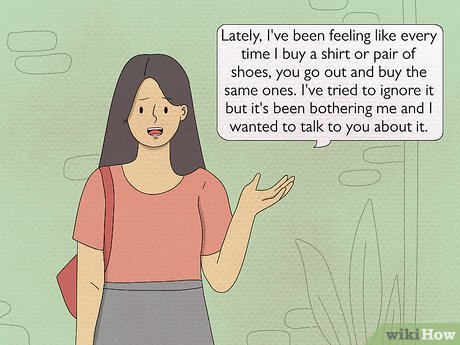 Lately, I've been feeling like every
time I buy a shirt or pair of
shoes, you go out and buy the
same ones. I've tried to ignore it
but it's been bothering me and I
wanted to talk to you about it.
wikiHow